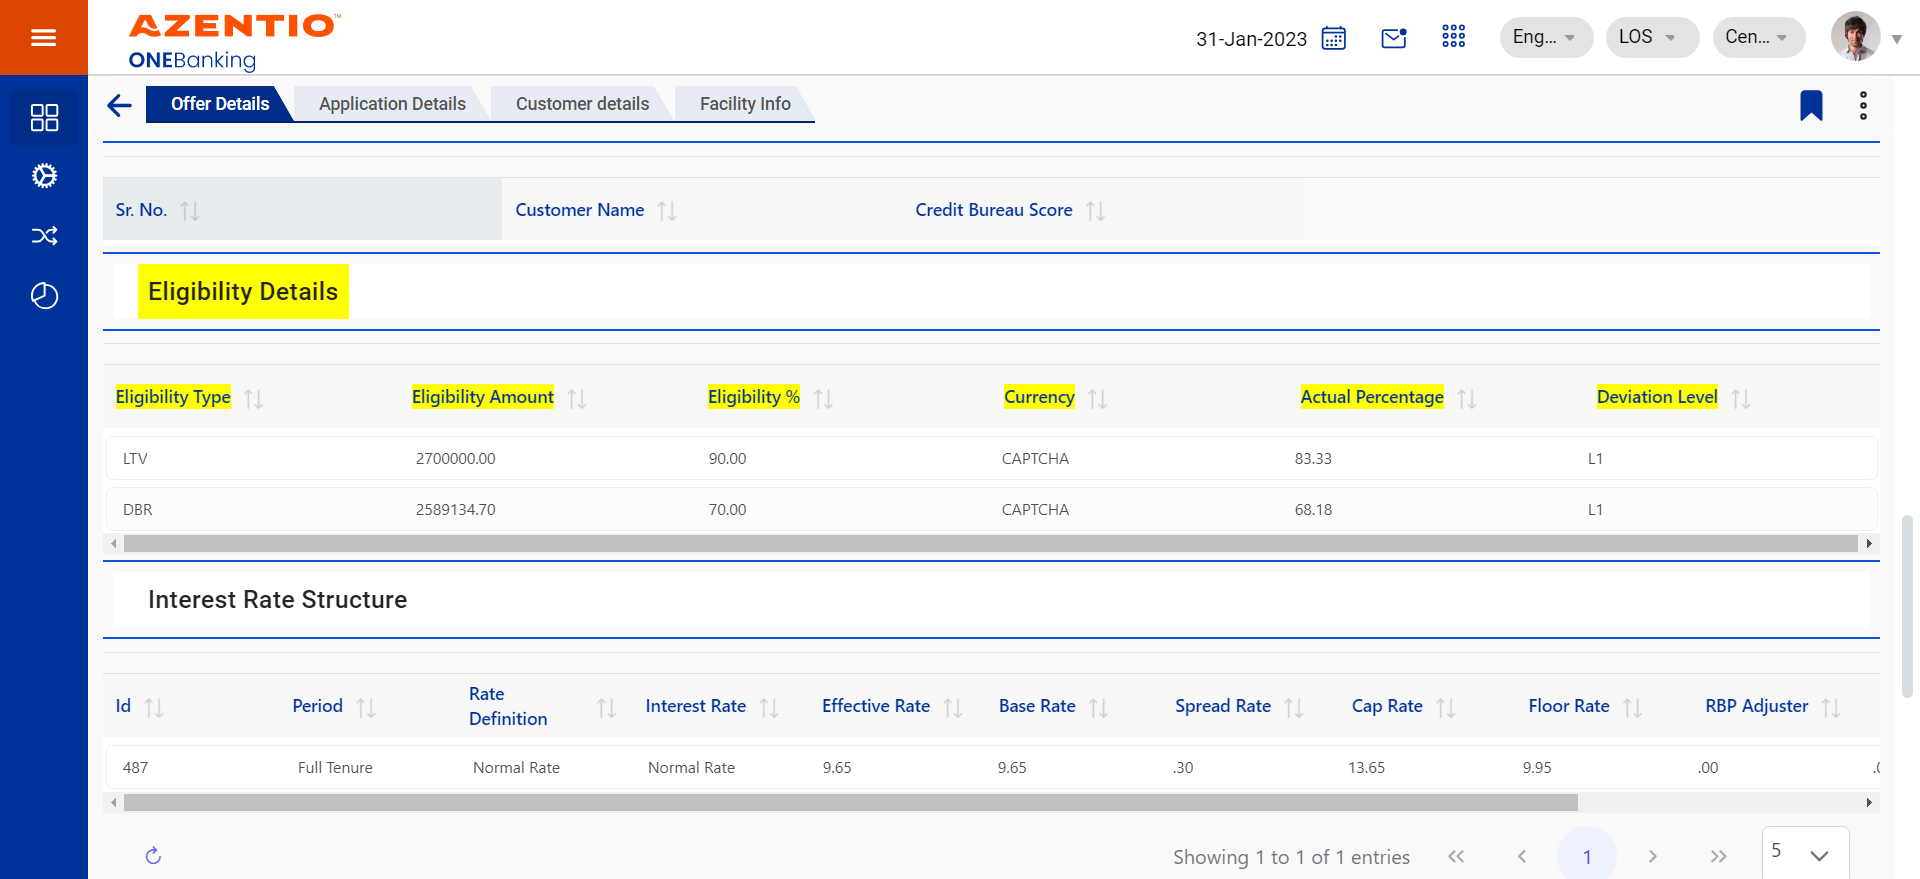 AZENTIO™
ONEBanking
31-Jan-2023
Eng...
LOS
Cen...
Offer Details
Application Details
Customer details
Facility Info
Sr. No.
Customer Name
Credit Bureau Score
Eligibility Details
Eligibility Type
Eligibility Amount
Eligibility %
Currency
Actual Percentage
Deviation Level
LTV
2700000.00
90.00
CAPTCHA
83.33
L1
DBR
2589134.70
70.00
CAPTCHA
68.18
L1
Interest Rate Structure
Id
Period
Rate
Definition
Interest Rate
Effective Rate
Base Rate
Spread Rate
Cap Rate
Floor Rate
RBP Adjuster
487
Full Tenure
Normal Rate
Normal Rate
9.65
9.65
.30
13.65
9.95
.00
Showing 1 to 1 of 1 entries
1
5